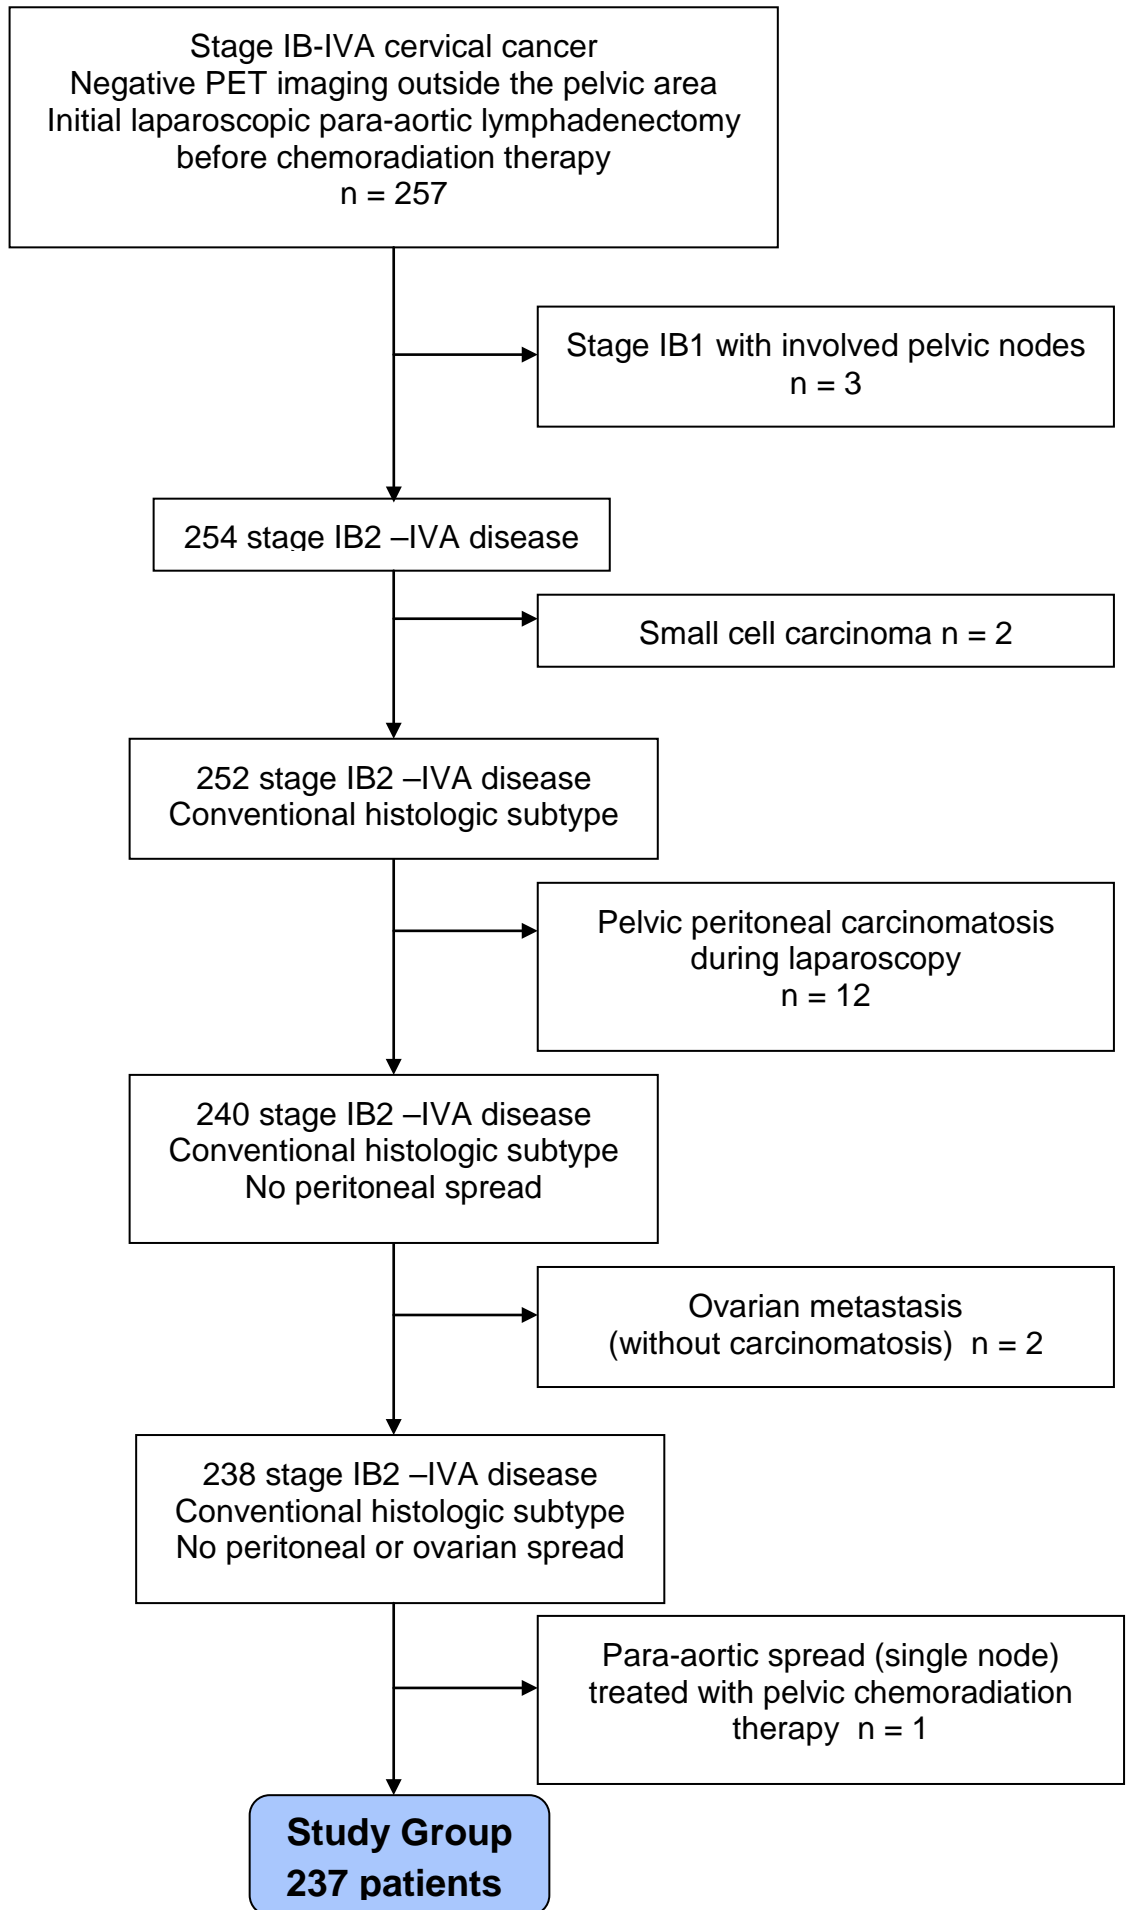 Stage IB-IVA cervical cancer
Negative PET imaging outside the pelvic area
Initial laparoscopic para-aortic lymphadenectomy
before chemoradiation therapy
n = 257
Stage IB1 with involved pelvic nodes
n = 3
254 stage IB2 –IVA disease
Small cell carcinoma n = 2
252 stage IB2 –IVA disease
Conventional histologic subtype
Pelvic peritoneal carcinomatosis
during laparoscopy
n = 12
240 stage IB2 –IVA disease
Conventional histologic subtype
No peritoneal spread
Ovarian metastasis
(without carcinomatosis)  n = 2
238 stage IB2 –IVA disease
Conventional histologic subtype
No peritoneal or ovarian spread
Para-aortic spread (single node)
treated with pelvic chemoradiation
therapy  n = 1
Study Group
237 patients